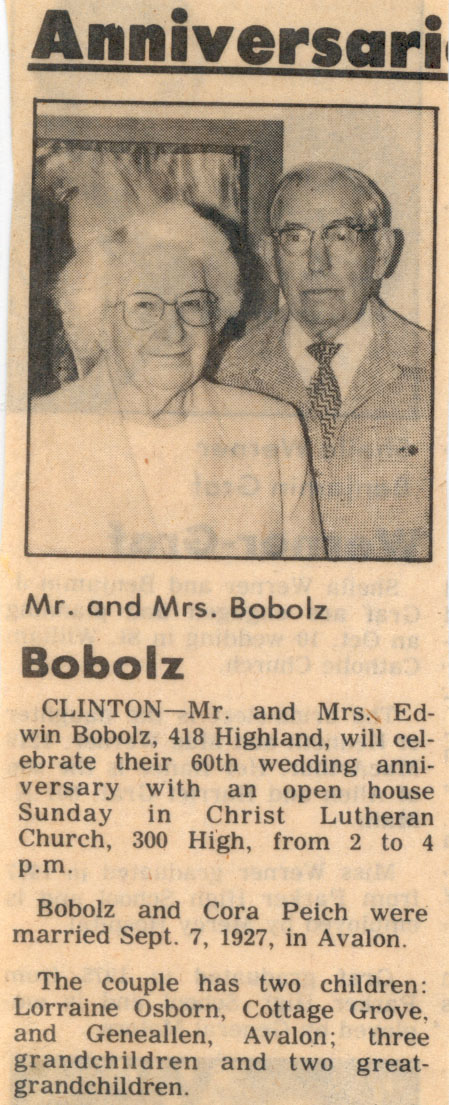 Anniversari
Mr. and Mrs. Bobolz
Bobolz
CLINTON—Mr. and Mrs. Ed-
win Bobolz, 418 Highland, will cel-
ebrate their 60th wedding anni-
versary with an open house
Sunday in Christ Lutheran
Church, 300 High, from 2 to 4
p.m.
Bobolz and Cora Peich were
married Sept. 7, 1927, in Avalon.
The couple has two children:
Lorraine Osborn, Cottage Grove,
and Geneallen, Avalon; three
grandchildren and two great-
grandchildren.